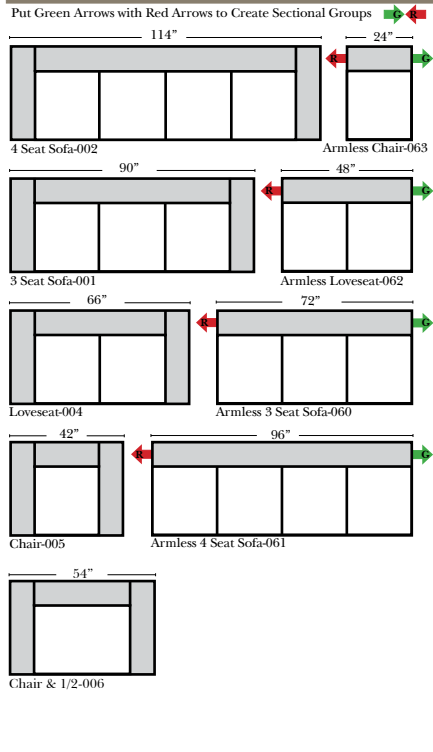 Put Green Arrows with Red Arrows to Create Sectional Groups G R
114” 24”
R G
4 Seat Sofa-002 Armless Chair-063
90” 48”
R G
3 Seat Sofa-001 Armless Loveseat-062
66” 72”
R G
Loveseat-004 Armless 3 Seat Sofa-060
42” 96”
R G
Chair-005 Armless 4 Seat Sofa-061
54”
Chair & 1/2-006